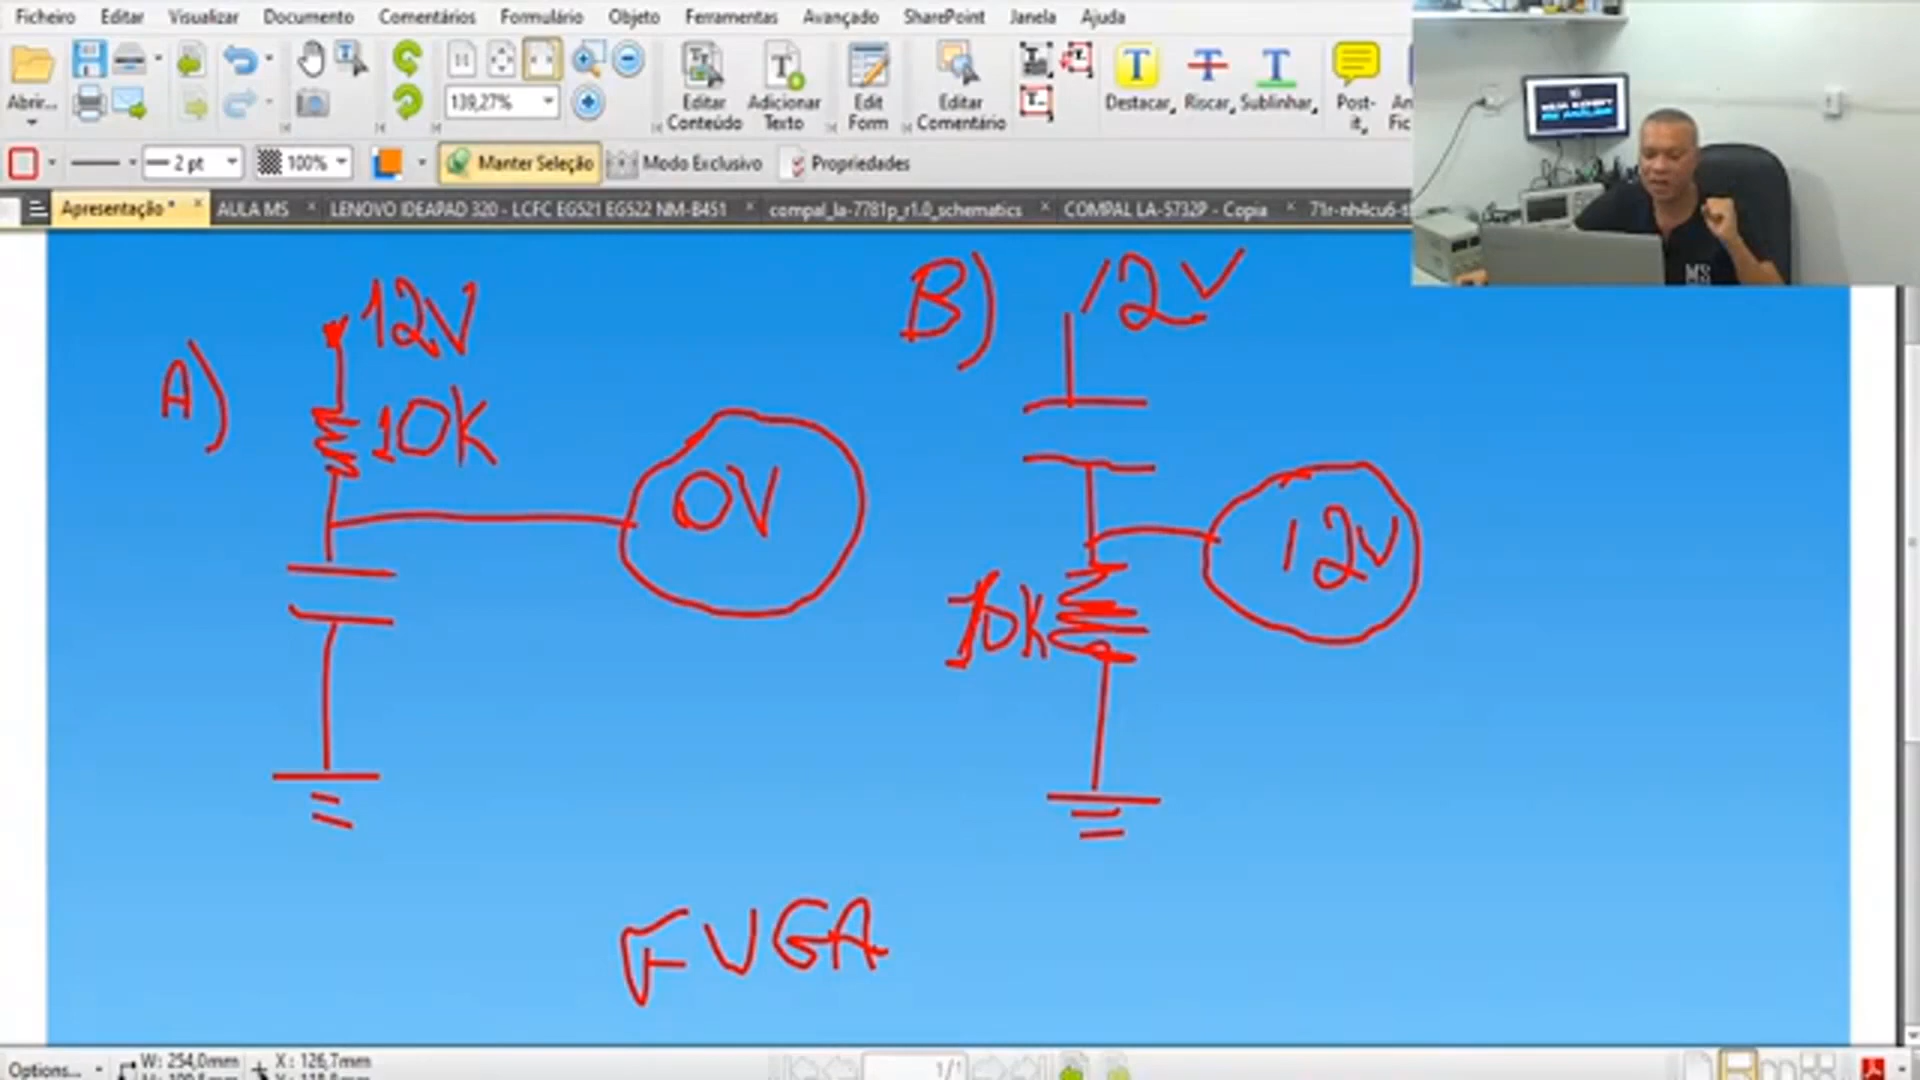 Ficheiro Editar Visualizar Documento Comentários Formulário Objeto Ferramentas Avançado SharePoint Janela Ajuda
Abrir...
139,27%
Editar Conteúdo
Adicionar Texto
Edit Form
Editar Comentário
Destacar
Riscar
Sublinhar
Post-it
2 pt 100% Manter Seleção Modo Exclusivo Propriedades
Apresentação * AULA MS LENOVO IDEAPAD 320 - LCFC EG521 EG522 NM-B451 compal_la-7781p_r1.0_schematics COMPAL LA-5732P - Copia
MS
A)
12V
10K
0V
B) 12V
12V
10K
FUGA
Options... W: 254,0mm X: 126,7mm
1/1